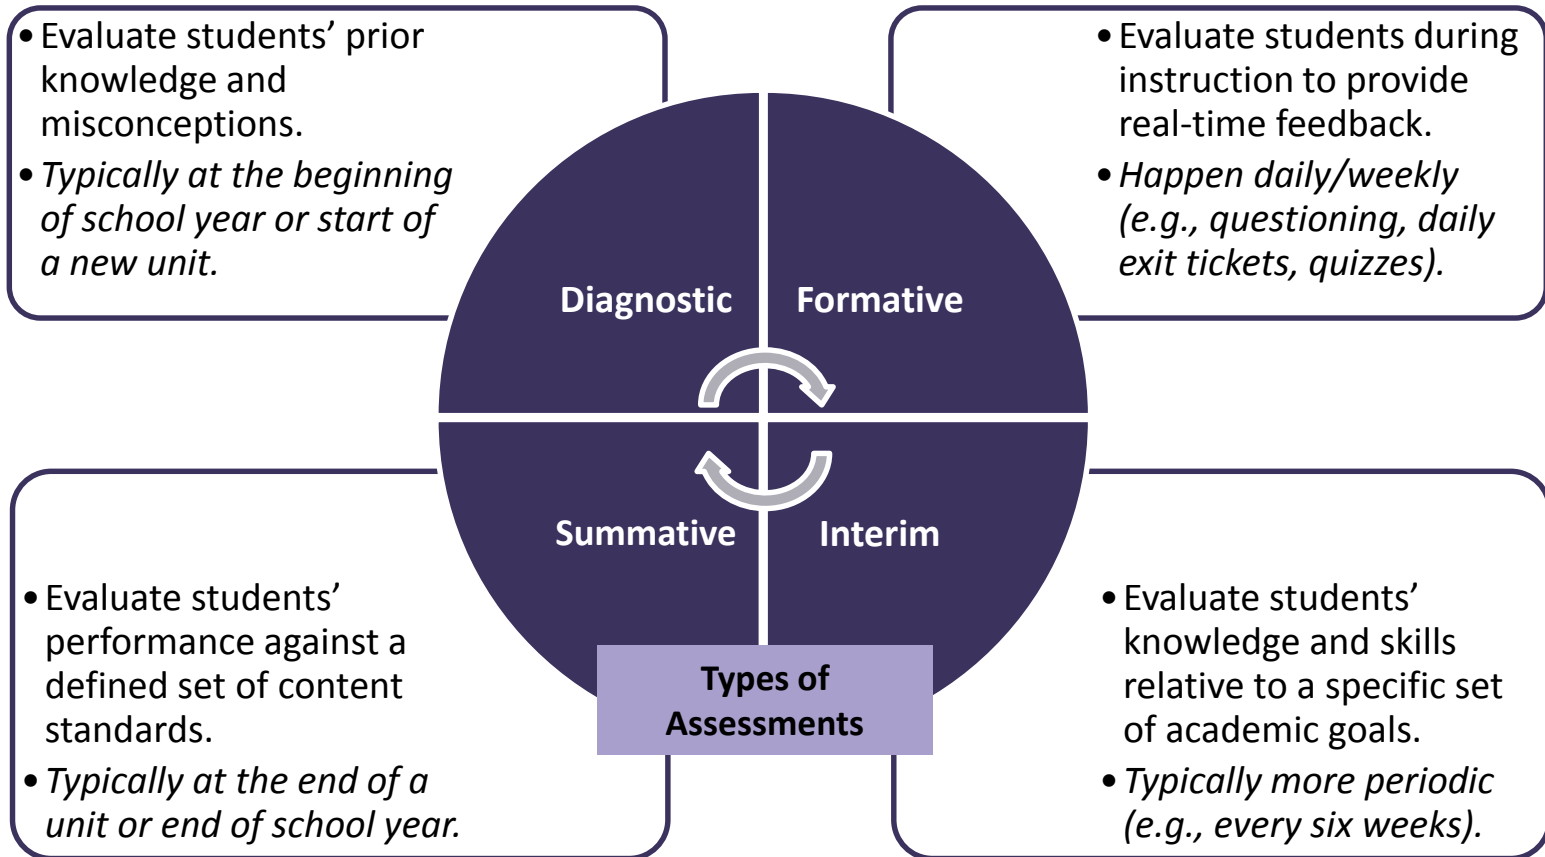 • Evaluate students’ prior
knowledge and
misconceptions.
• Typically at the beginning
of school year or start of
a new unit.
• Evaluate students during
instruction to provide
real-time feedback.
• Happen daily/weekly
(e.g., questioning, daily
exit tickets, quizzes).
Diagnostic
Formative
Summative
Interim
• Evaluate students’
performance against a
defined set of content
standards.
• Typically at the end of a
unit or end of school year.
• Evaluate students’
knowledge and skills
relative to a specific set
of academic goals.
• Typically more periodic
(e.g., every six weeks).
Types of
Assessments